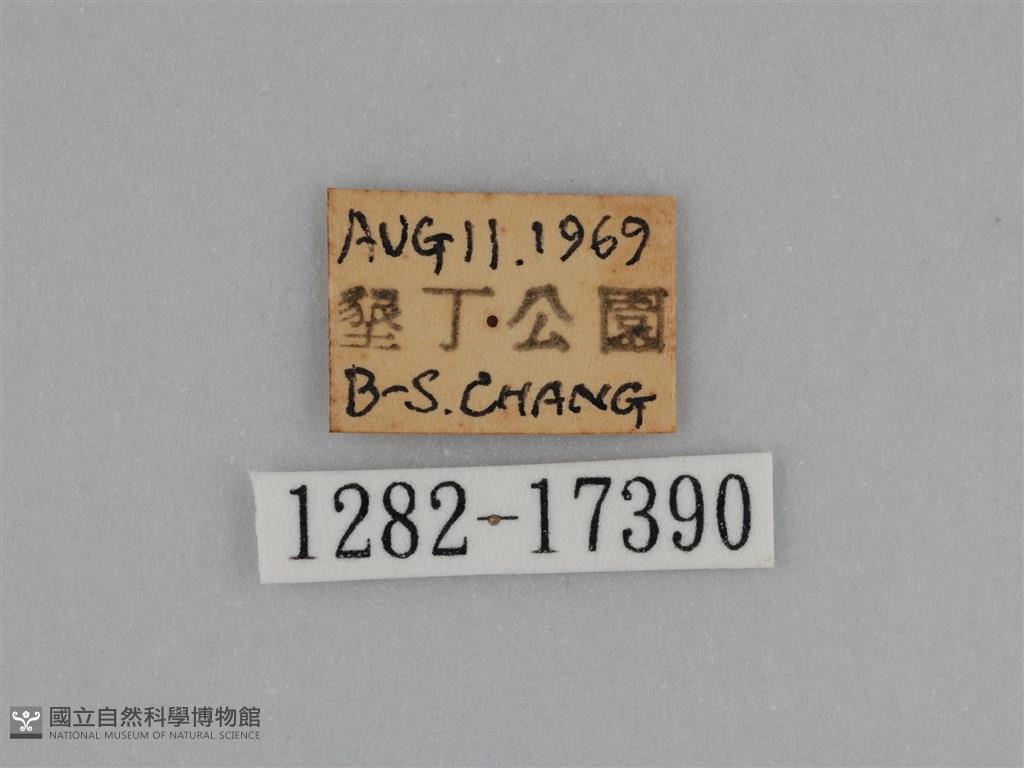 AUG 11. 1969
墾丁公園
B-S. CHANG
1282-17390
國立自然科學博物館
NATIONAL MUSEUM OF NATURAL SCIENCE